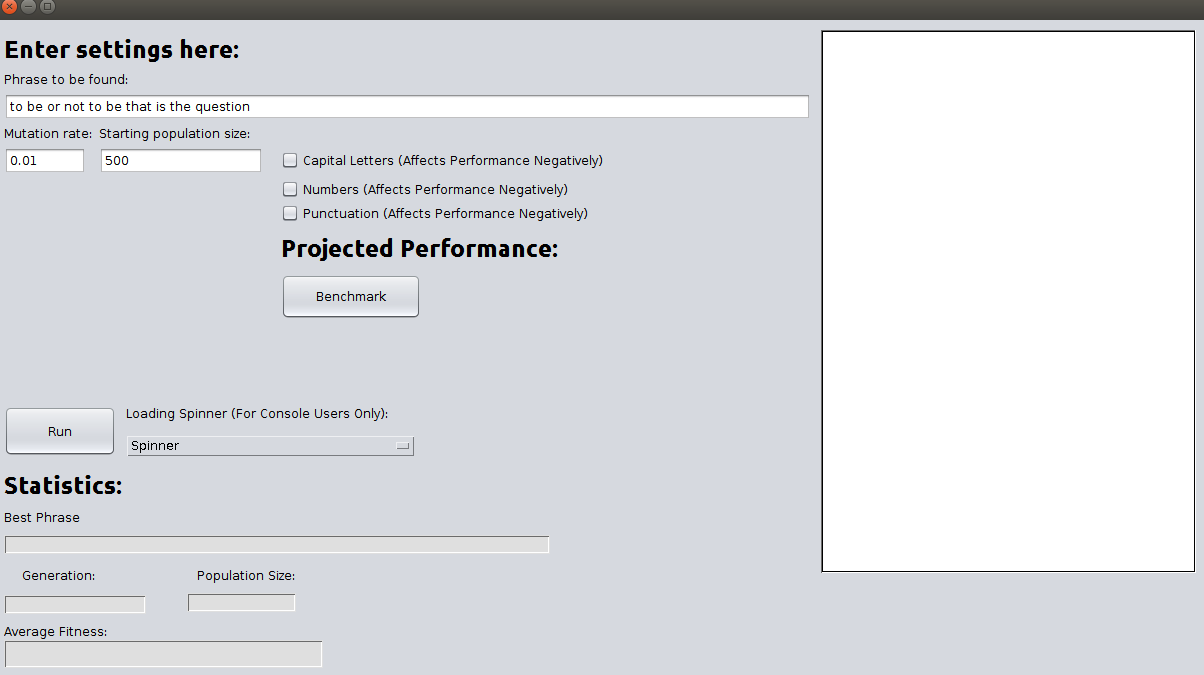 Enter settings here:
Phrase to be found:
to be or not to be that is the question
Mutation rate: Starting population size:
0.01 500
Capital Letters (Affects Performance Negatively)
Numbers (Affects Performance Negatively)
Punctuation (Affects Performance Negatively)
Projected Performance:
Benchmark
Run
Loading Spinner (For Console Users Only):
Spinner
Statistics:
Best Phrase
Generation: Population Size:
Average Fitness: